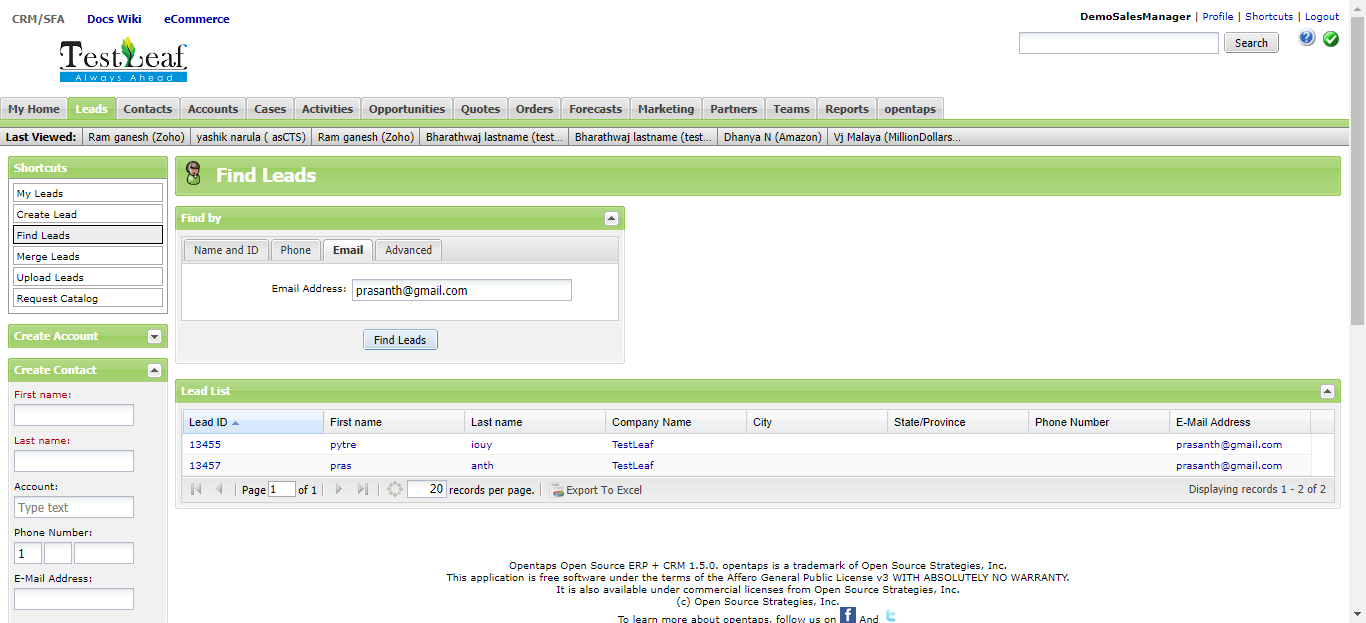 CRM/SFA Docs Wiki eCommerce
DemoSalesManager | Profile | Shortcuts | Logout
TestLeaf
Always Ahead
Search
My Home Leads Contacts Accounts Cases Activities Opportunities Quotes Orders Forecasts Marketing Partners Teams Reports opentaps
Last Viewed: Ram ganesh (Zoho) yashik narula ( asCTS) Ram ganesh (Zoho) Bharathwaj lastname (test... Bharathwaj lastname (test... Dhanya N (Amazon) Vj Malaya (MillionDollars...
Shortcuts
My Leads
Create Lead
Find Leads
Merge Leads
Upload Leads
Request Catalog
Create Account
Create Contact
First name:
Last name:
Account:
Type text
Phone Number:
1
E-Mail Address:
Find Leads
Find by
Name and ID Phone Email Advanced
Email Address: prasanth@gmail.com
Find Leads
Lead List
Lead ID First name Last name Company Name City State/Province Phone Number E-Mail Address
13455 pytre iouy TestLeaf prasanth@gmail.com
13457 pras anth TestLeaf prasanth@gmail.com
Page 1 of 1 20 records per page. Export To Excel Displaying records 1 - 2 of 2
Opentaps Open Source ERP + CRM 1.5.0. opentaps is a trademark of Open Source Strategies, Inc.
This application is free software under the terms of the Affero General Public License v3 WITH ABSOLUTELY NO WARRANTY.
It is also available under commercial licenses from Open Source Strategies, Inc.
(c) Open Source Strategies, Inc.
To learn more about opentaps, follow us on f And t